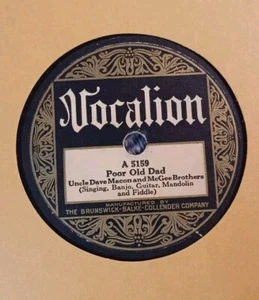 Vocalion
A 5159
Poor Old Dad
Uncle Dave Macon and McGee Brothers
(Singing, Banjo, Guitar, Mandolin
and Fiddle)
MANUFACTURED BY
THE BRUNSWICK-BALKE-COLLENDER COMPANY